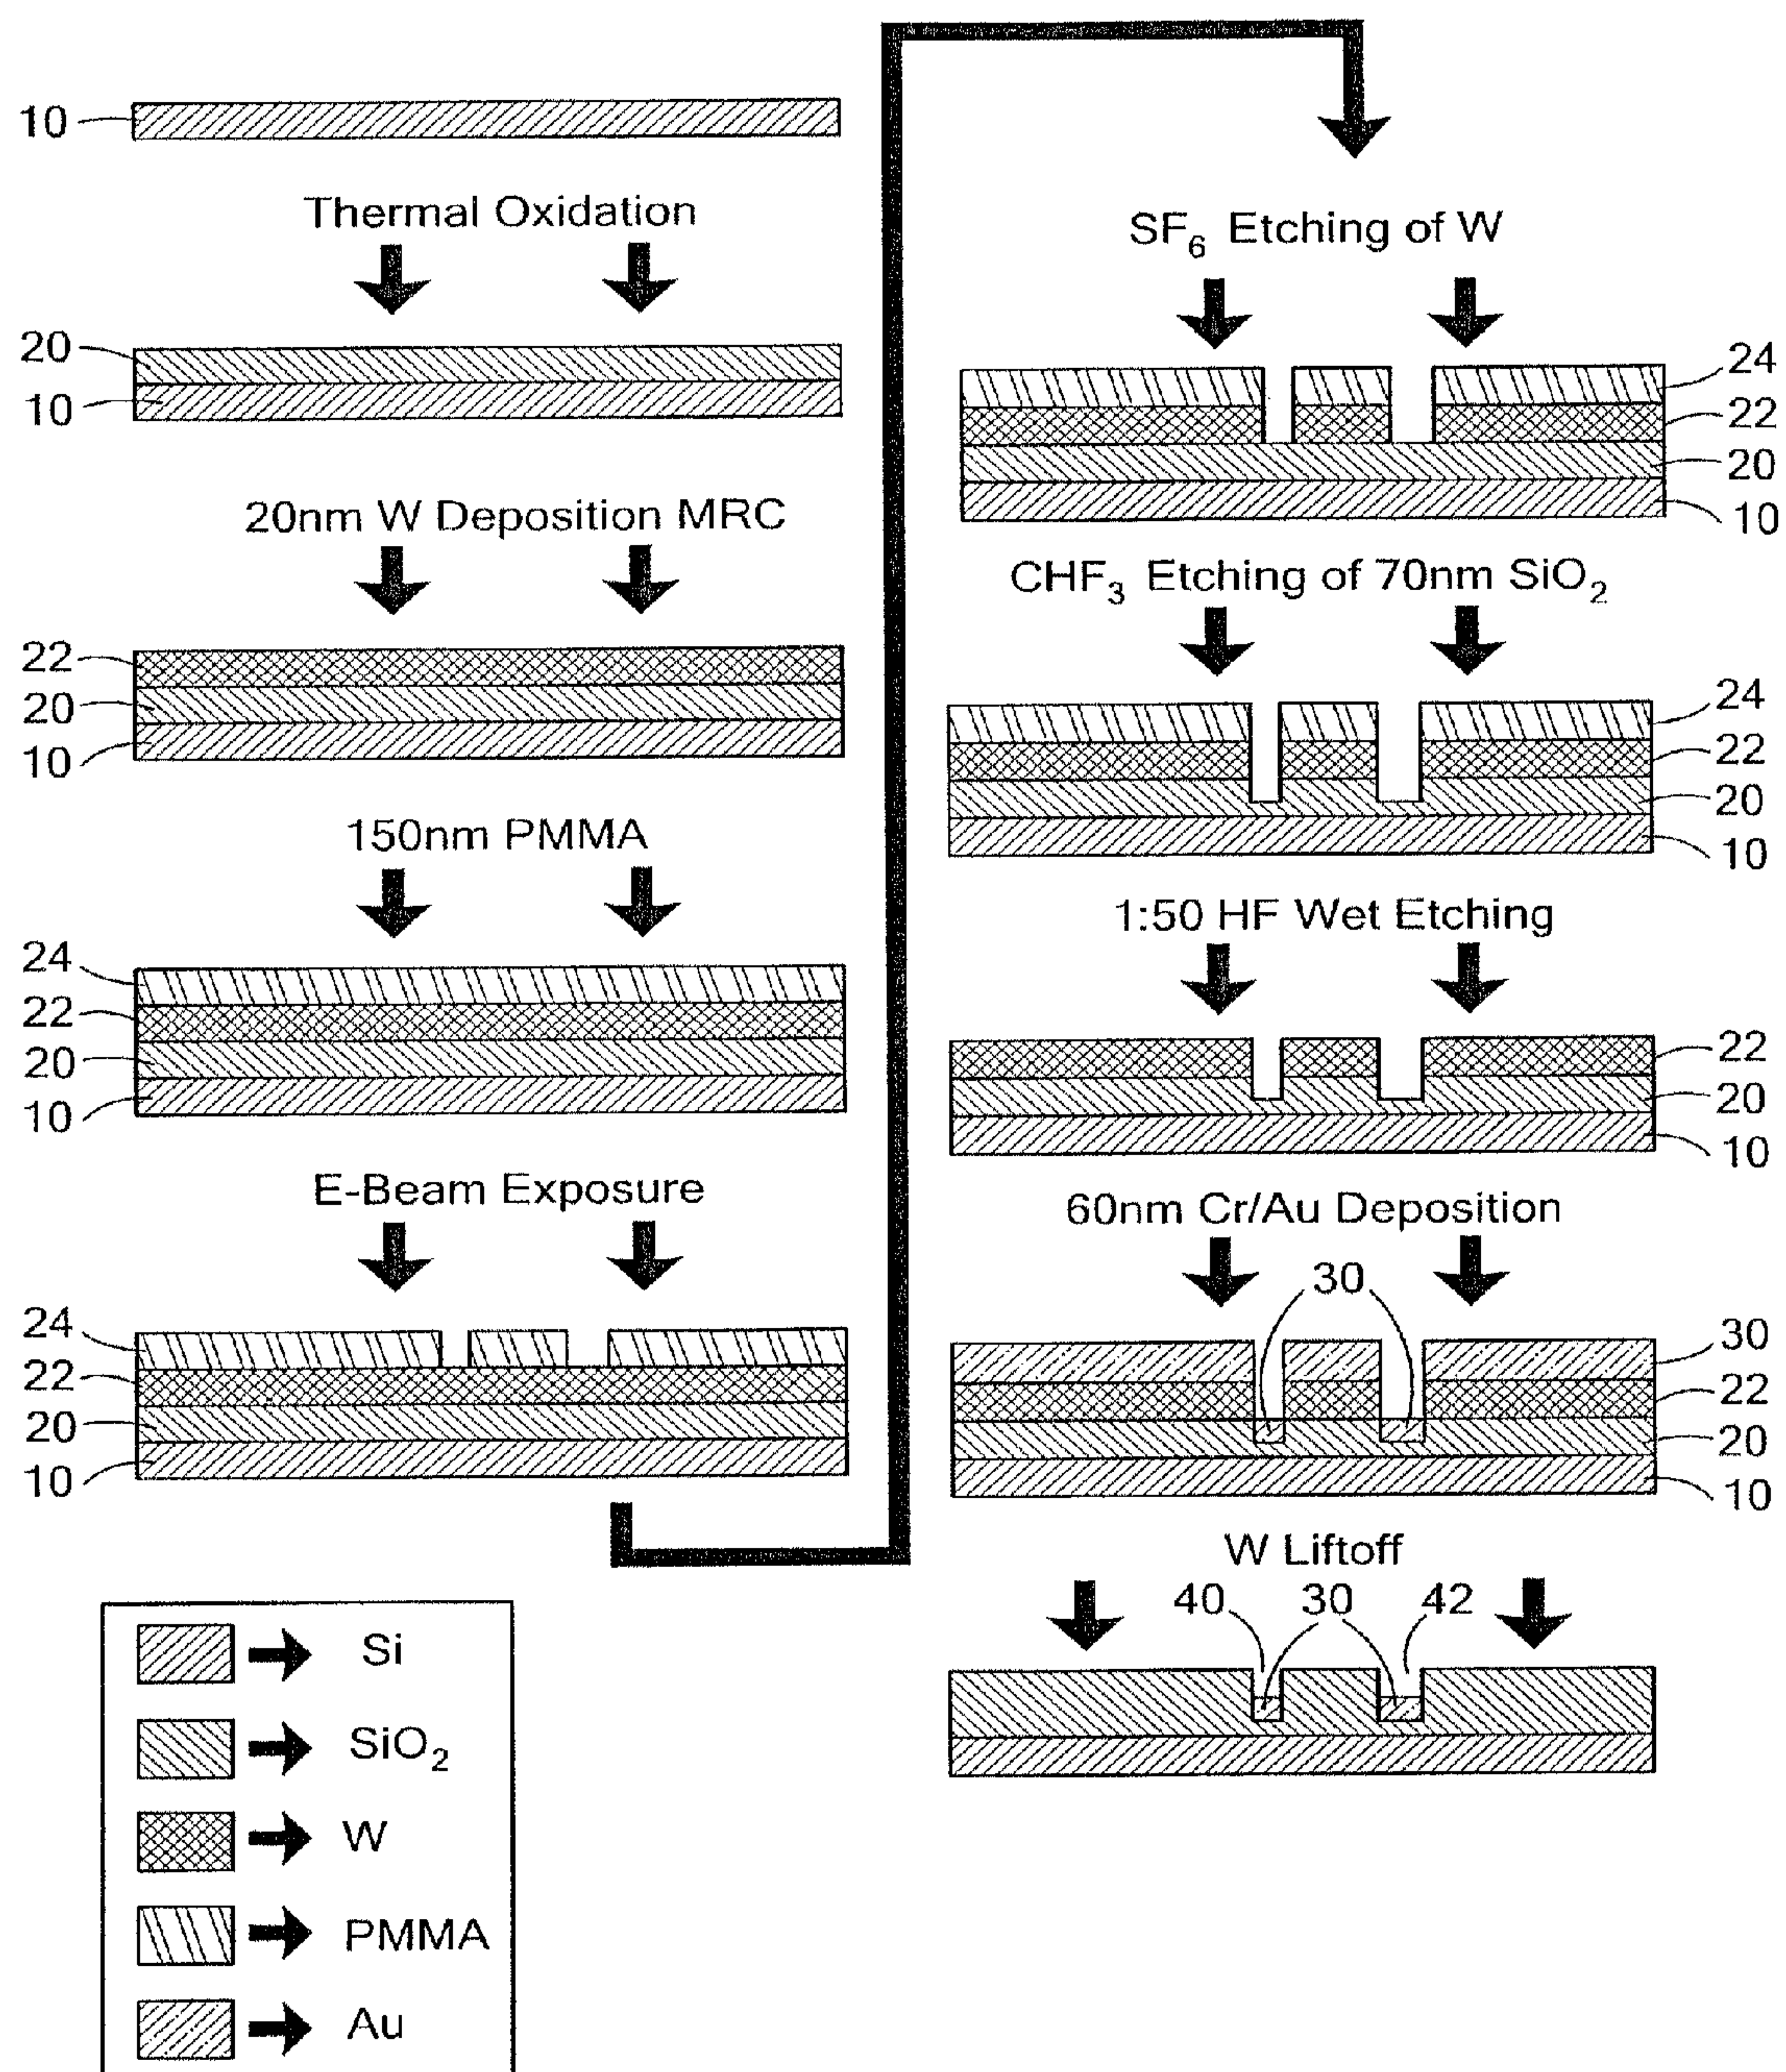 10
Thermal Oxidation
20
10
20nm W Deposition MRC
22
20
10
150nm PMMA
24
22
20
10
E-Beam Exposure
24
22
20
10
SF6 Etching of W
24
22
20
10
CHF3 Etching of 70nm SiO2
24
22
20
10
1:50 HF Wet Etching
22
20
10
60nm Cr/Au Deposition
30
30
22
20
10
W Liftoff
40 30 42
Si
SiO2
W
PMMA
Au